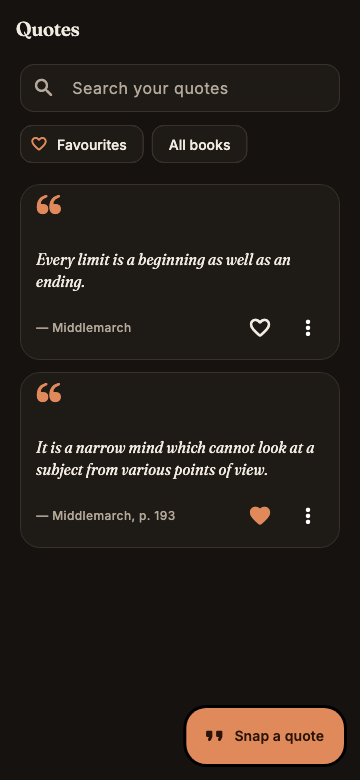 Quotes
Search your quotes
Favourites
All books
Every limit is a beginning as well as an
ending.
— Middlemarch
It is a narrow mind which cannot look at a
subject from various points of view.
— Middlemarch, p. 193
Snap a quote